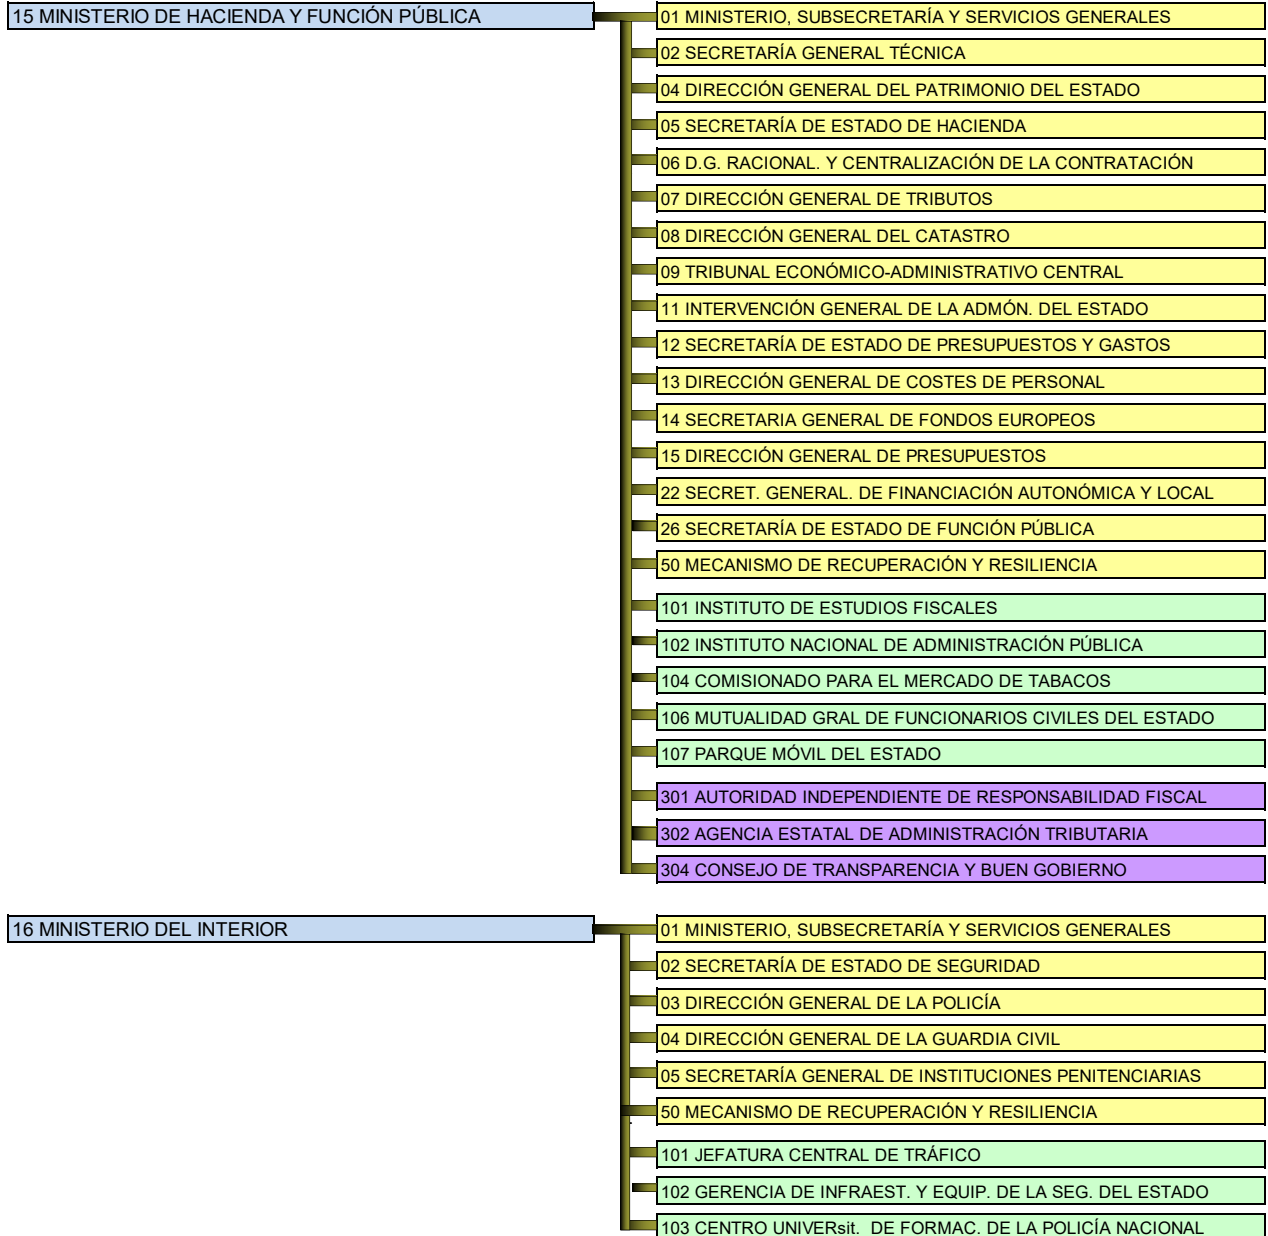 15 MINISTERIO DE HACIENDA Y FUNCIÓN PÚBLICA
01 MINISTERIO, SUBSECRETARÍA Y SERVICIOS GENERALES
02 SECRETARÍA GENERAL TÉCNICA
04 DIRECCIÓN GENERAL DEL PATRIMONIO DEL ESTADO
05 SECRETARÍA DE ESTADO DE HACIENDA
06 D.G. RACIONAL. Y CENTRALIZACIÓN DE LA CONTRATACIÓN
07 DIRECCIÓN GENERAL DE TRIBUTOS
08 DIRECCIÓN GENERAL DEL CATASTRO
09 TRIBUNAL ECONÓMICO-ADMINISTRATIVO CENTRAL
11 INTERVENCIÓN GENERAL DE LA ADMÓN. DEL ESTADO
12 SECRETARÍA DE ESTADO DE PRESUPUESTOS Y GASTOS
13 DIRECCIÓN GENERAL DE COSTES DE PERSONAL
14 SECRETARIA GENERAL DE FONDOS EUROPEOS
15 DIRECCIÓN GENERAL DE PRESUPUESTOS
22 SECRET. GENERAL. DE FINANCIACIÓN AUTONÓMICA Y LOCAL
26 SECRETARÍA DE ESTADO DE FUNCIÓN PÚBLICA
50 MECANISMO DE RECUPERACIÓN Y RESILIENCIA
101 INSTITUTO DE ESTUDIOS FISCALES
102 INSTITUTO NACIONAL DE ADMINISTRACIÓN PÚBLICA
104 COMISIONADO PARA EL MERCADO DE TABACOS
106 MUTUALIDAD GRAL DE FUNCIONARIOS CIVILES DEL ESTADO
107 PARQUE MÓVIL DEL ESTADO
301 AUTORIDAD INDEPENDIENTE DE RESPONSABILIDAD FISCAL
302 AGENCIA ESTATAL DE ADMINISTRACIÓN TRIBUTARIA
304 CONSEJO DE TRANSPARENCIA Y BUEN GOBIERNO
16 MINISTERIO DEL INTERIOR
01 MINISTERIO, SUBSECRETARÍA Y SERVICIOS GENERALES
02 SECRETARÍA DE ESTADO DE SEGURIDAD
03 DIRECCIÓN GENERAL DE LA POLICÍA
04 DIRECCIÓN GENERAL DE LA GUARDIA CIVIL
05 SECRETARÍA GENERAL DE INSTITUCIONES PENITENCIARIAS
50 MECANISMO DE RECUPERACIÓN Y RESILIENCIA
101 JEFATURA CENTRAL DE TRÁFICO
102 GERENCIA DE INFRAEST. Y EQUIP. DE LA SEG. DEL ESTADO
103 CENTRO UNIVERsit. DE FORMAC. DE LA POLICÍA NACIONAL